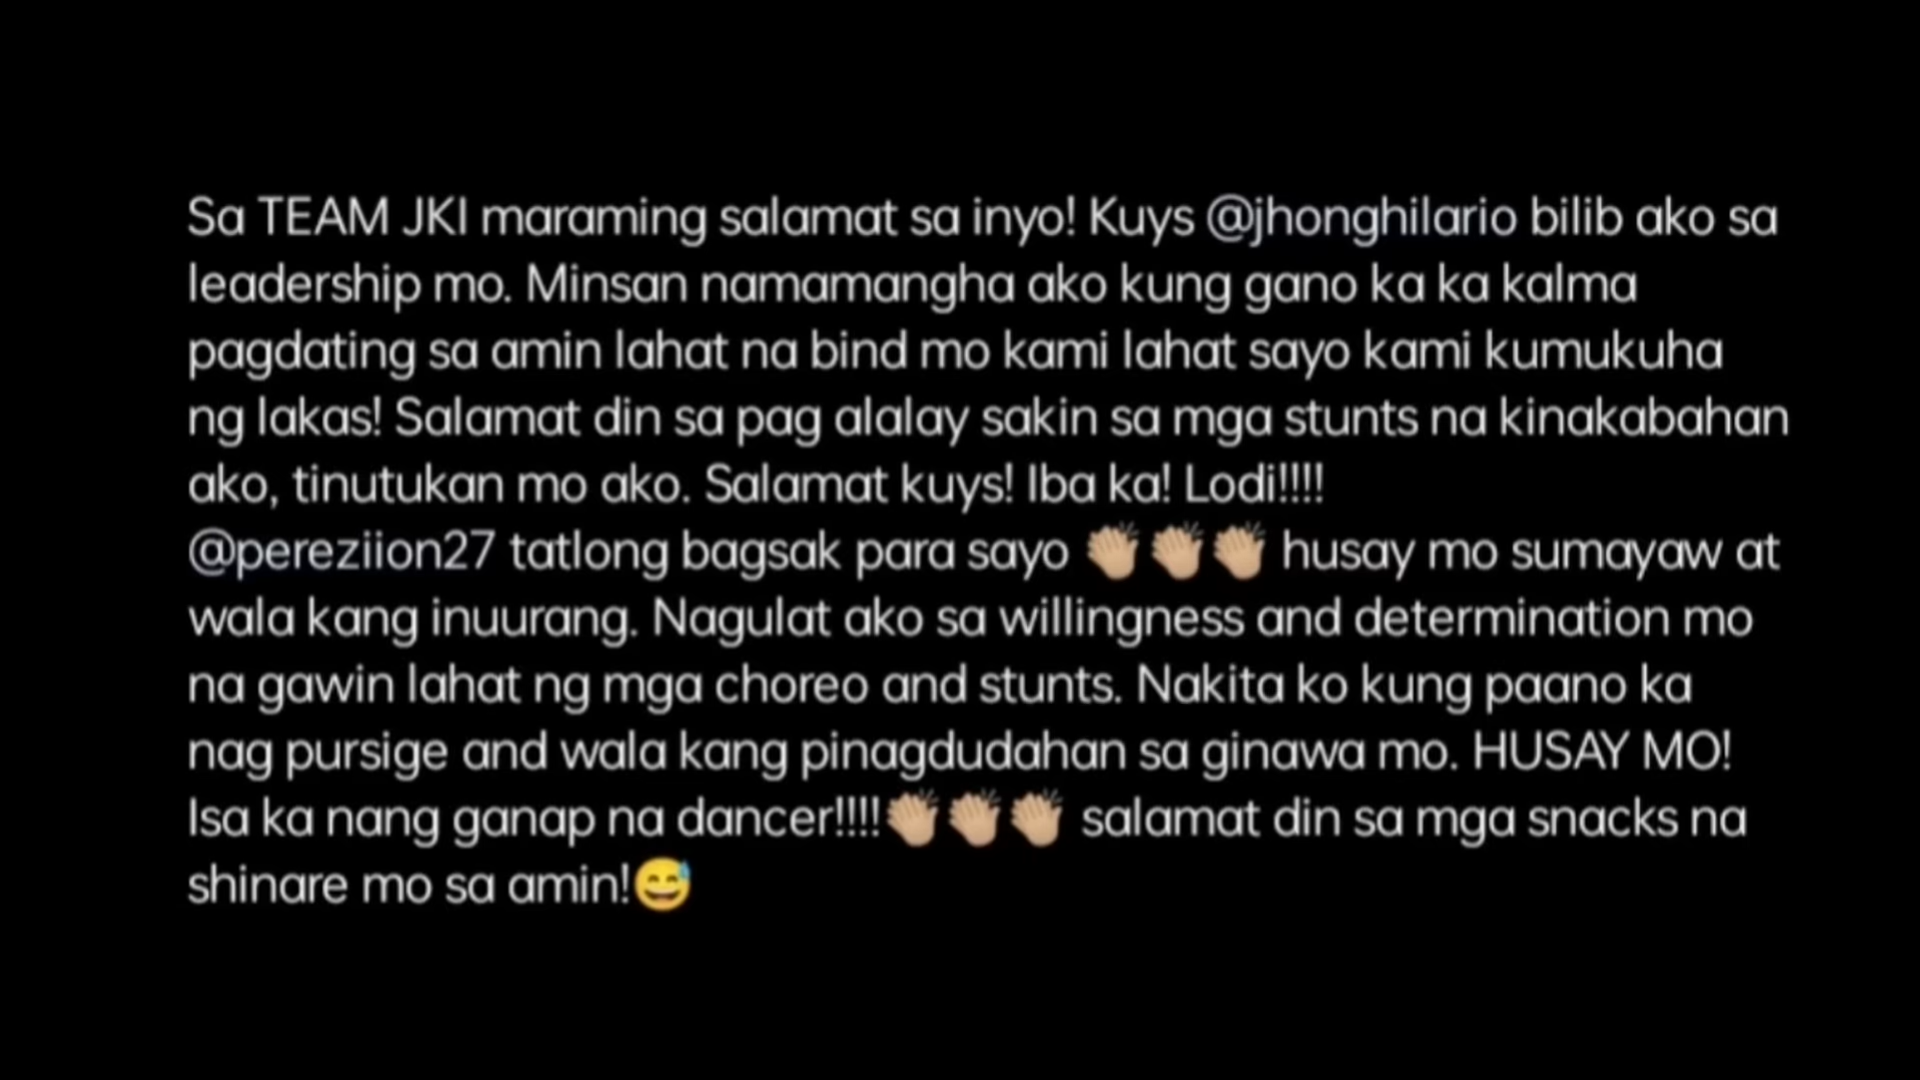 Sa TEAM JKI maraming salamat sa inyo! Kuys @jhonghilario bilib ako sa
leadership mo. Minsan namamangha ako kung gano ka ka kalma
pagdating sa amin lahat na bind mo kami lahat sayo kami kumukuha
ng lakas! Salamat din sa pag alalay sakin sa mga stunts na kinakabahan
ako, tinutukan mo ako. Salamat kuys! Iba ka! Lodi!!!!
@pereziion27 tatlong bagsak para sayo 👏🏼👏🏼👏🏼 husay mo sumayaw at
wala kang inuurang. Nagulat ako sa willingness and determination mo
na gawin lahat ng mga choreo and stunts. Nakita ko kung paano ka
nag pursige and wala kang pinagdudahan sa ginawa mo. HUSAY MO!
Isa ka nang ganap na dancer!!!!👏🏼👏🏼👏🏼 salamat din sa mga snacks na
shinare mo sa amin!😅